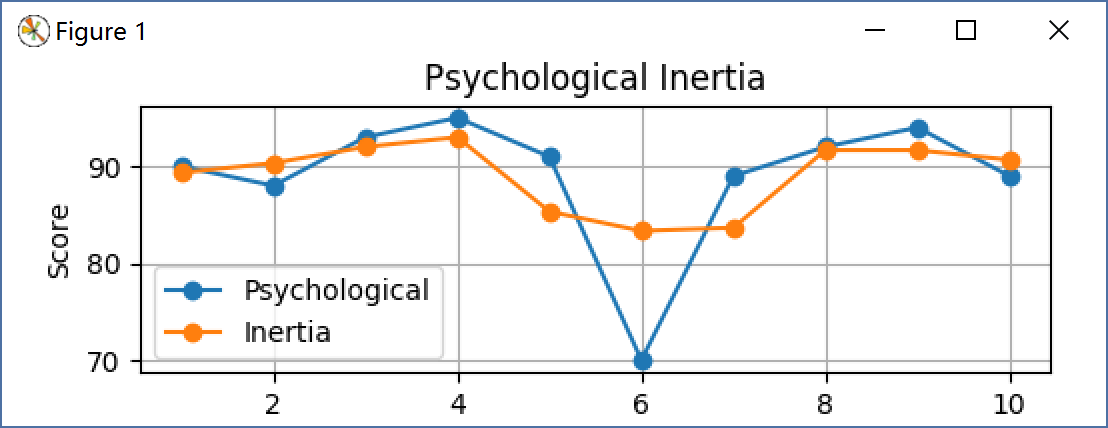 Figure 1
Psychological Inertia
90
80
70
Score
Psychological
Inertia
2 4 6 8 10